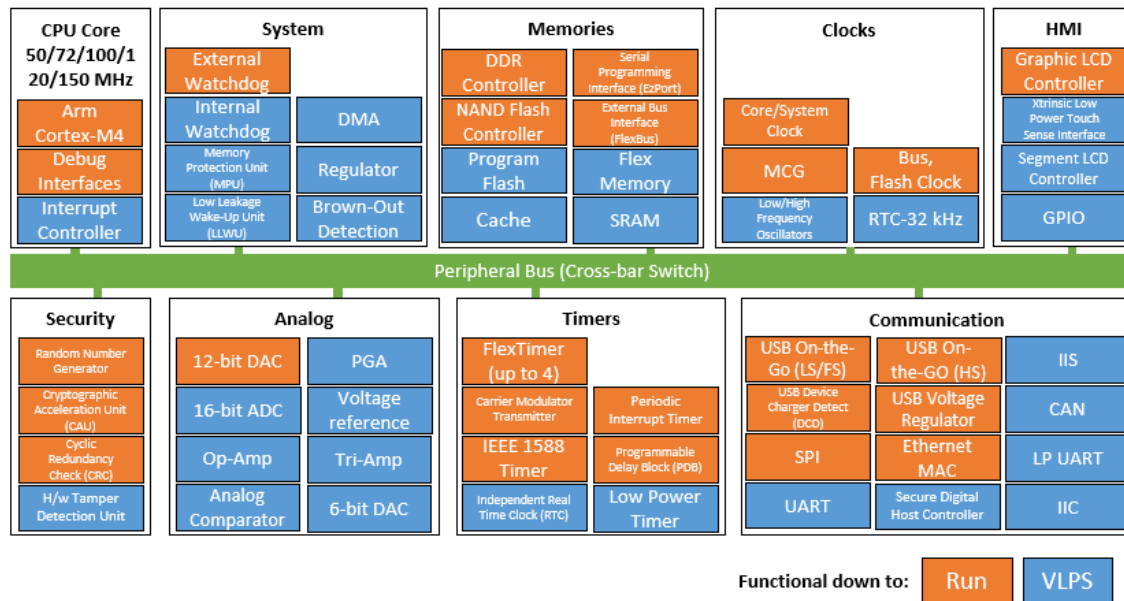 CPU Core
50/72/100/1
20/150 MHz
Arm
Cortex-M4
Debug
Interfaces
Interrupt
Controller
System
External
Watchdog
Internal
Watchdog
DMA
Memory
Protection Unit
(MPU)
Regulator
Low Leakage
Wake-Up Unit
(LLWU)
Brown-Out
Detection
Memories
DDR
Controller
Serial
Programming
Interface (EzPort)
NAND Flash
Controller
External Bus
Interface
(FlexBus)
Program
Flash
Flex
Memory
Cache
SRAM
Clocks
Core/System
Clock
MCG
Bus,
Flash Clock
Low/High
Frequency
Oscillators
RTC-32 kHz
HMI
Graphic LCD
Controller
Xtrinsic Low
Power Touch
Sense Interface
Segment LCD
Controller
GPIO
Peripheral Bus (Cross-bar Switch)
Security
Random Number
Generator
Cryptographic
Acceleration Unit
(CAU)
Cyclic
Redundancy
Check (CRC)
H/w Tamper
Detection Unit
Analog
12-bit DAC
PGA
16-bit ADC
Voltage
reference
Op-Amp
Tri-Amp
Analog
Comparator
6-bit DAC
Timers
FlexTimer
(up to 4)
Carrier Modulator
Transmitter
Periodic
Interrupt Timer
IEEE 1588
Timer
Programmable
Delay Block (PDB)
Independent Real
Time Clock (RTC)
Low Power
Timer
Communication
USB On-the-
Go (LS/FS)
USB On-
the-GO (HS)
IIS
USB Device
Charger Detect
(DCD)
USB Voltage
Regulator
CAN
SPI
Ethernet
MAC
LP UART
UART
Secure Digital
Host Controller
IIC
Functional down to:
Run
VLPS